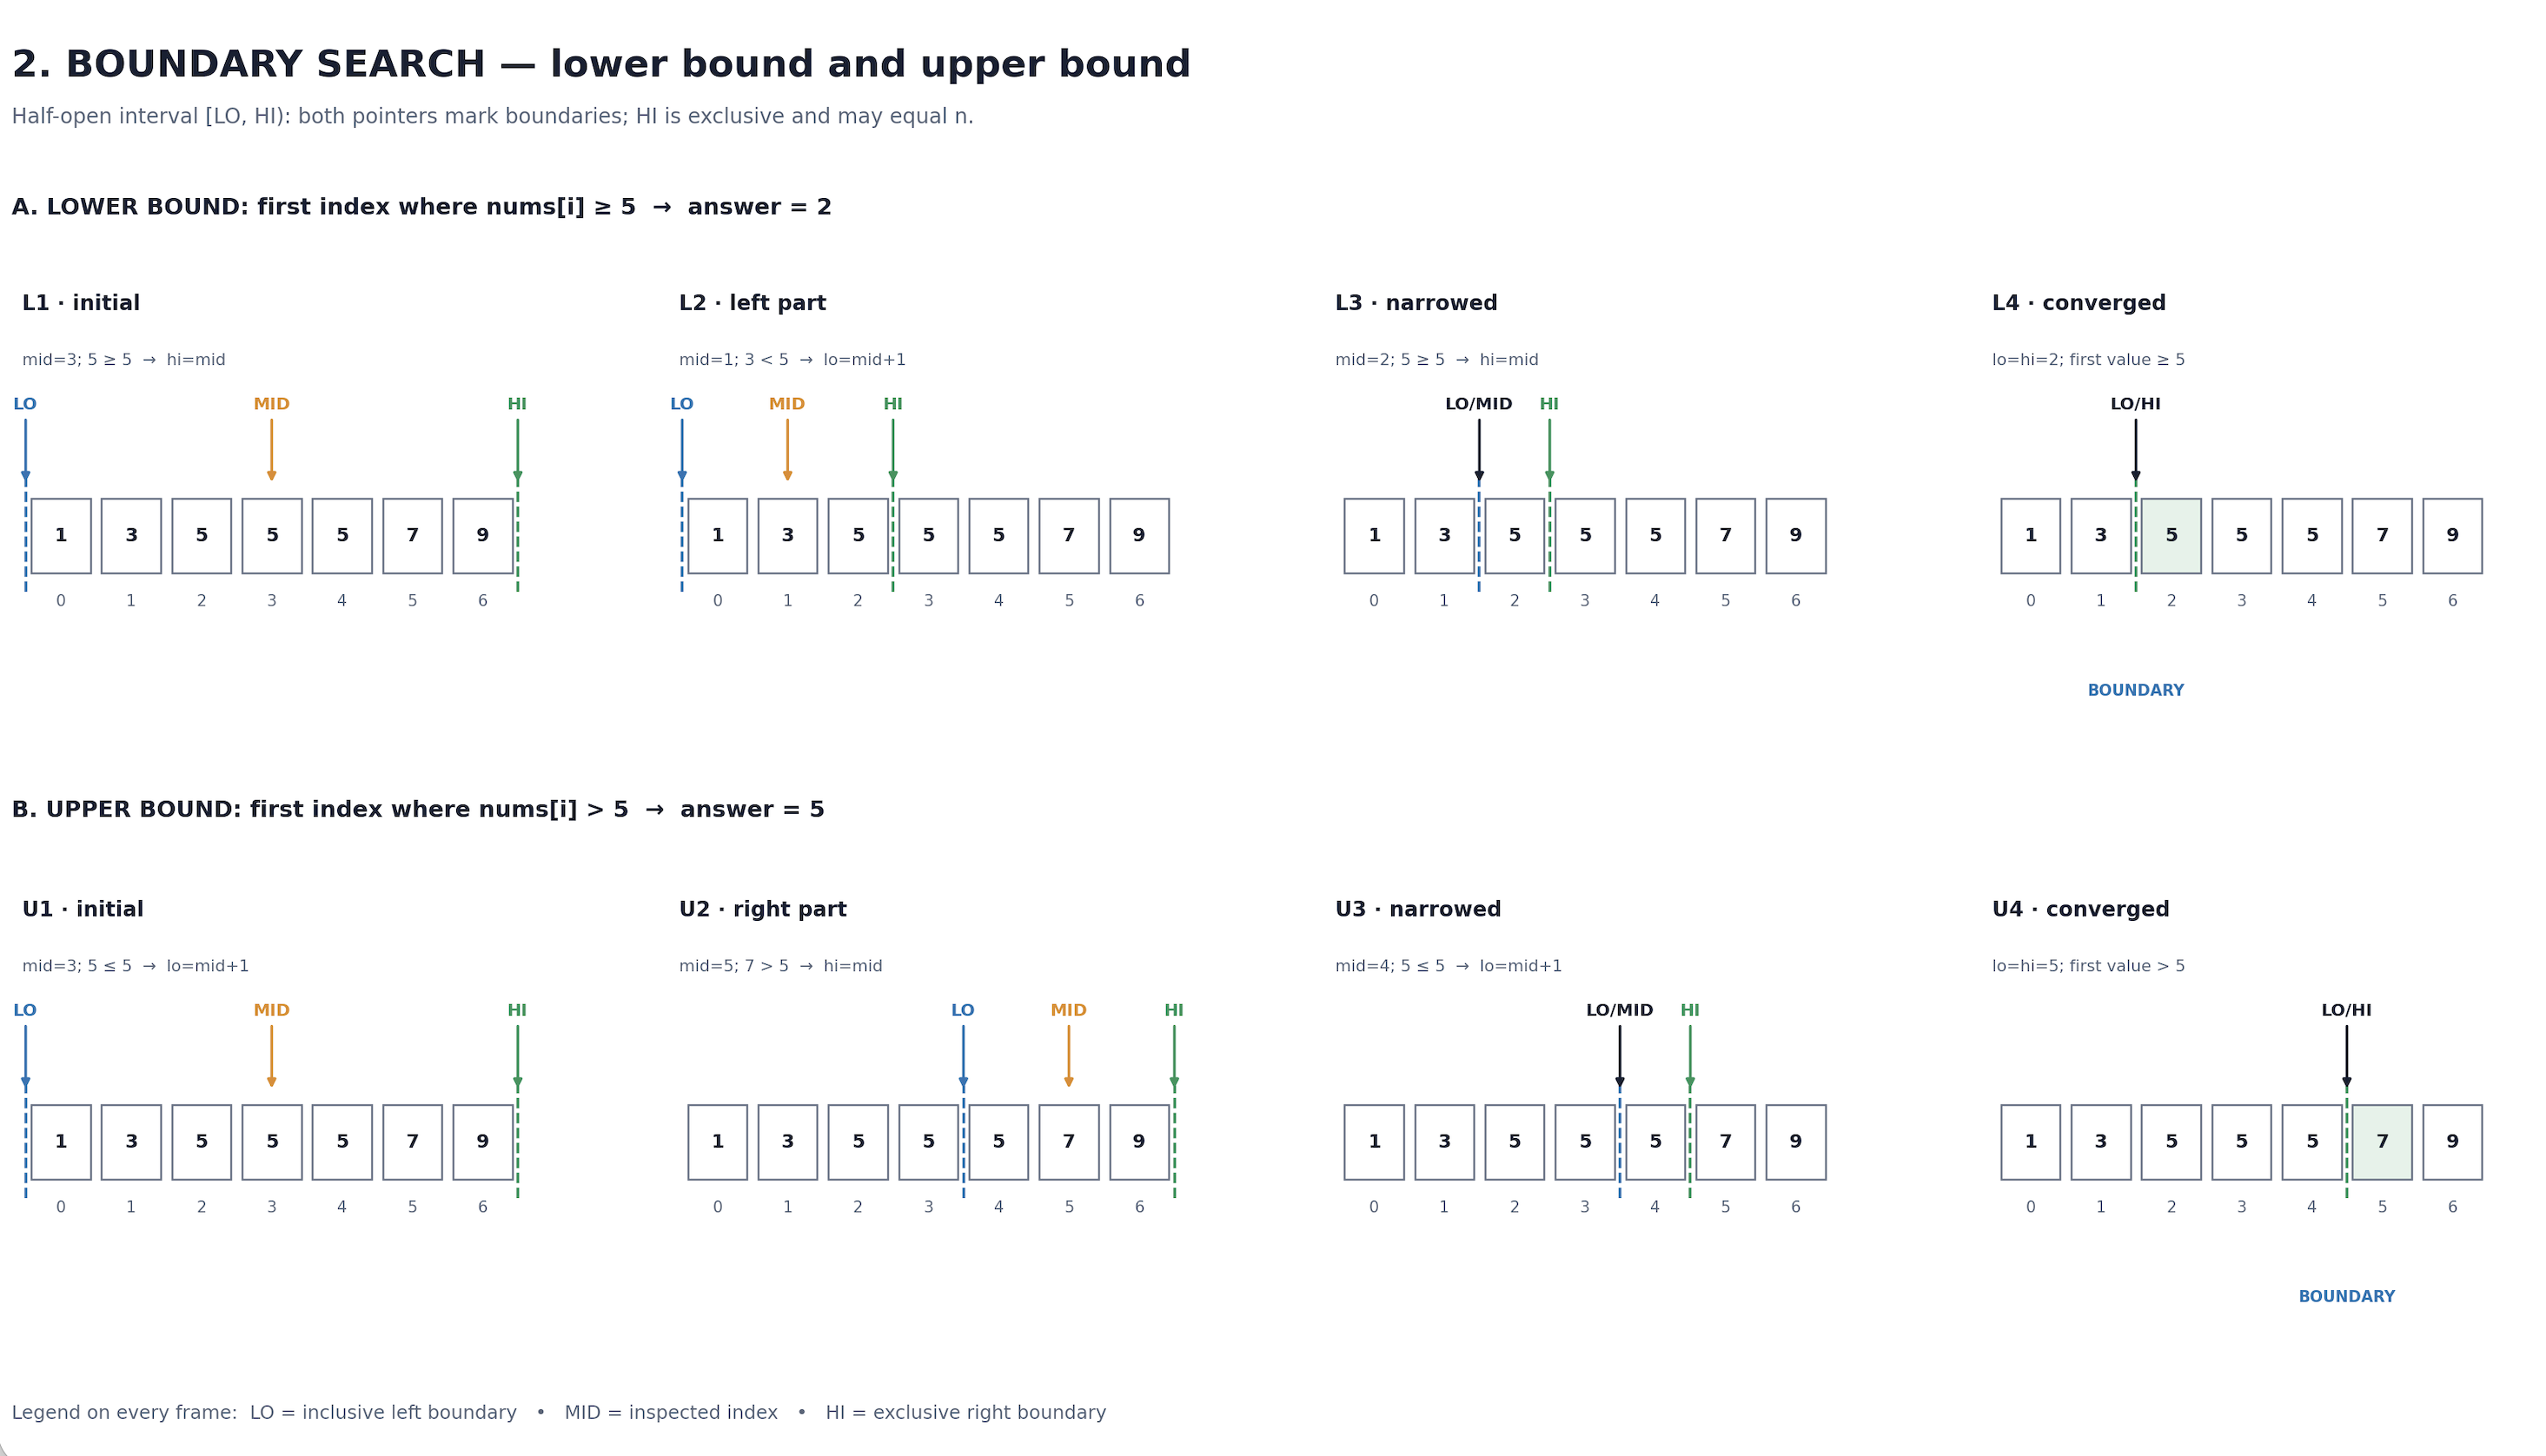 2. BOUNDARY SEARCH — lower bound and upper bound
Half-open interval [LO, HI): both pointers mark boundaries; HI is exclusive and may equal n.
A. LOWER BOUND: first index where nums[i] ≥ 5 → answer = 2
L1 · initial
mid=3; 5 ≥ 5 → hi=mid
LO MID HI
1 3 5 5 5 7 9
0 1 2 3 4 5 6
L2 · left part
mid=1; 3 < 5 → lo=mid+1
LO MID HI
1 3 5 5 5 7 9
0 1 2 3 4 5 6
L3 · narrowed
mid=2; 5 ≥ 5 → hi=mid
LO/MID HI
1 3 5 5 5 7 9
0 1 2 3 4 5 6
L4 · converged
lo=hi=2; first value ≥ 5
LO/HI
1 3 5 5 5 7 9
0 1 2 3 4 5 6
BOUNDARY
B. UPPER BOUND: first index where nums[i] > 5 → answer = 5
U1 · initial
mid=3; 5 ≤ 5 → lo=mid+1
LO MID HI
1 3 5 5 5 7 9
0 1 2 3 4 5 6
U2 · right part
mid=5; 7 > 5 → hi=mid
LO MID HI
1 3 5 5 5 7 9
0 1 2 3 4 5 6
U3 · narrowed
mid=4; 5 ≤ 5 → lo=mid+1
LO/MID HI
1 3 5 5 5 7 9
0 1 2 3 4 5 6
U4 · converged
lo=hi=5; first value > 5
LO/HI
1 3 5 5 5 7 9
0 1 2 3 4 5 6
BOUNDARY
Legend on every frame: LO = inclusive left boundary • MID = inspected index • HI = exclusive right boundary